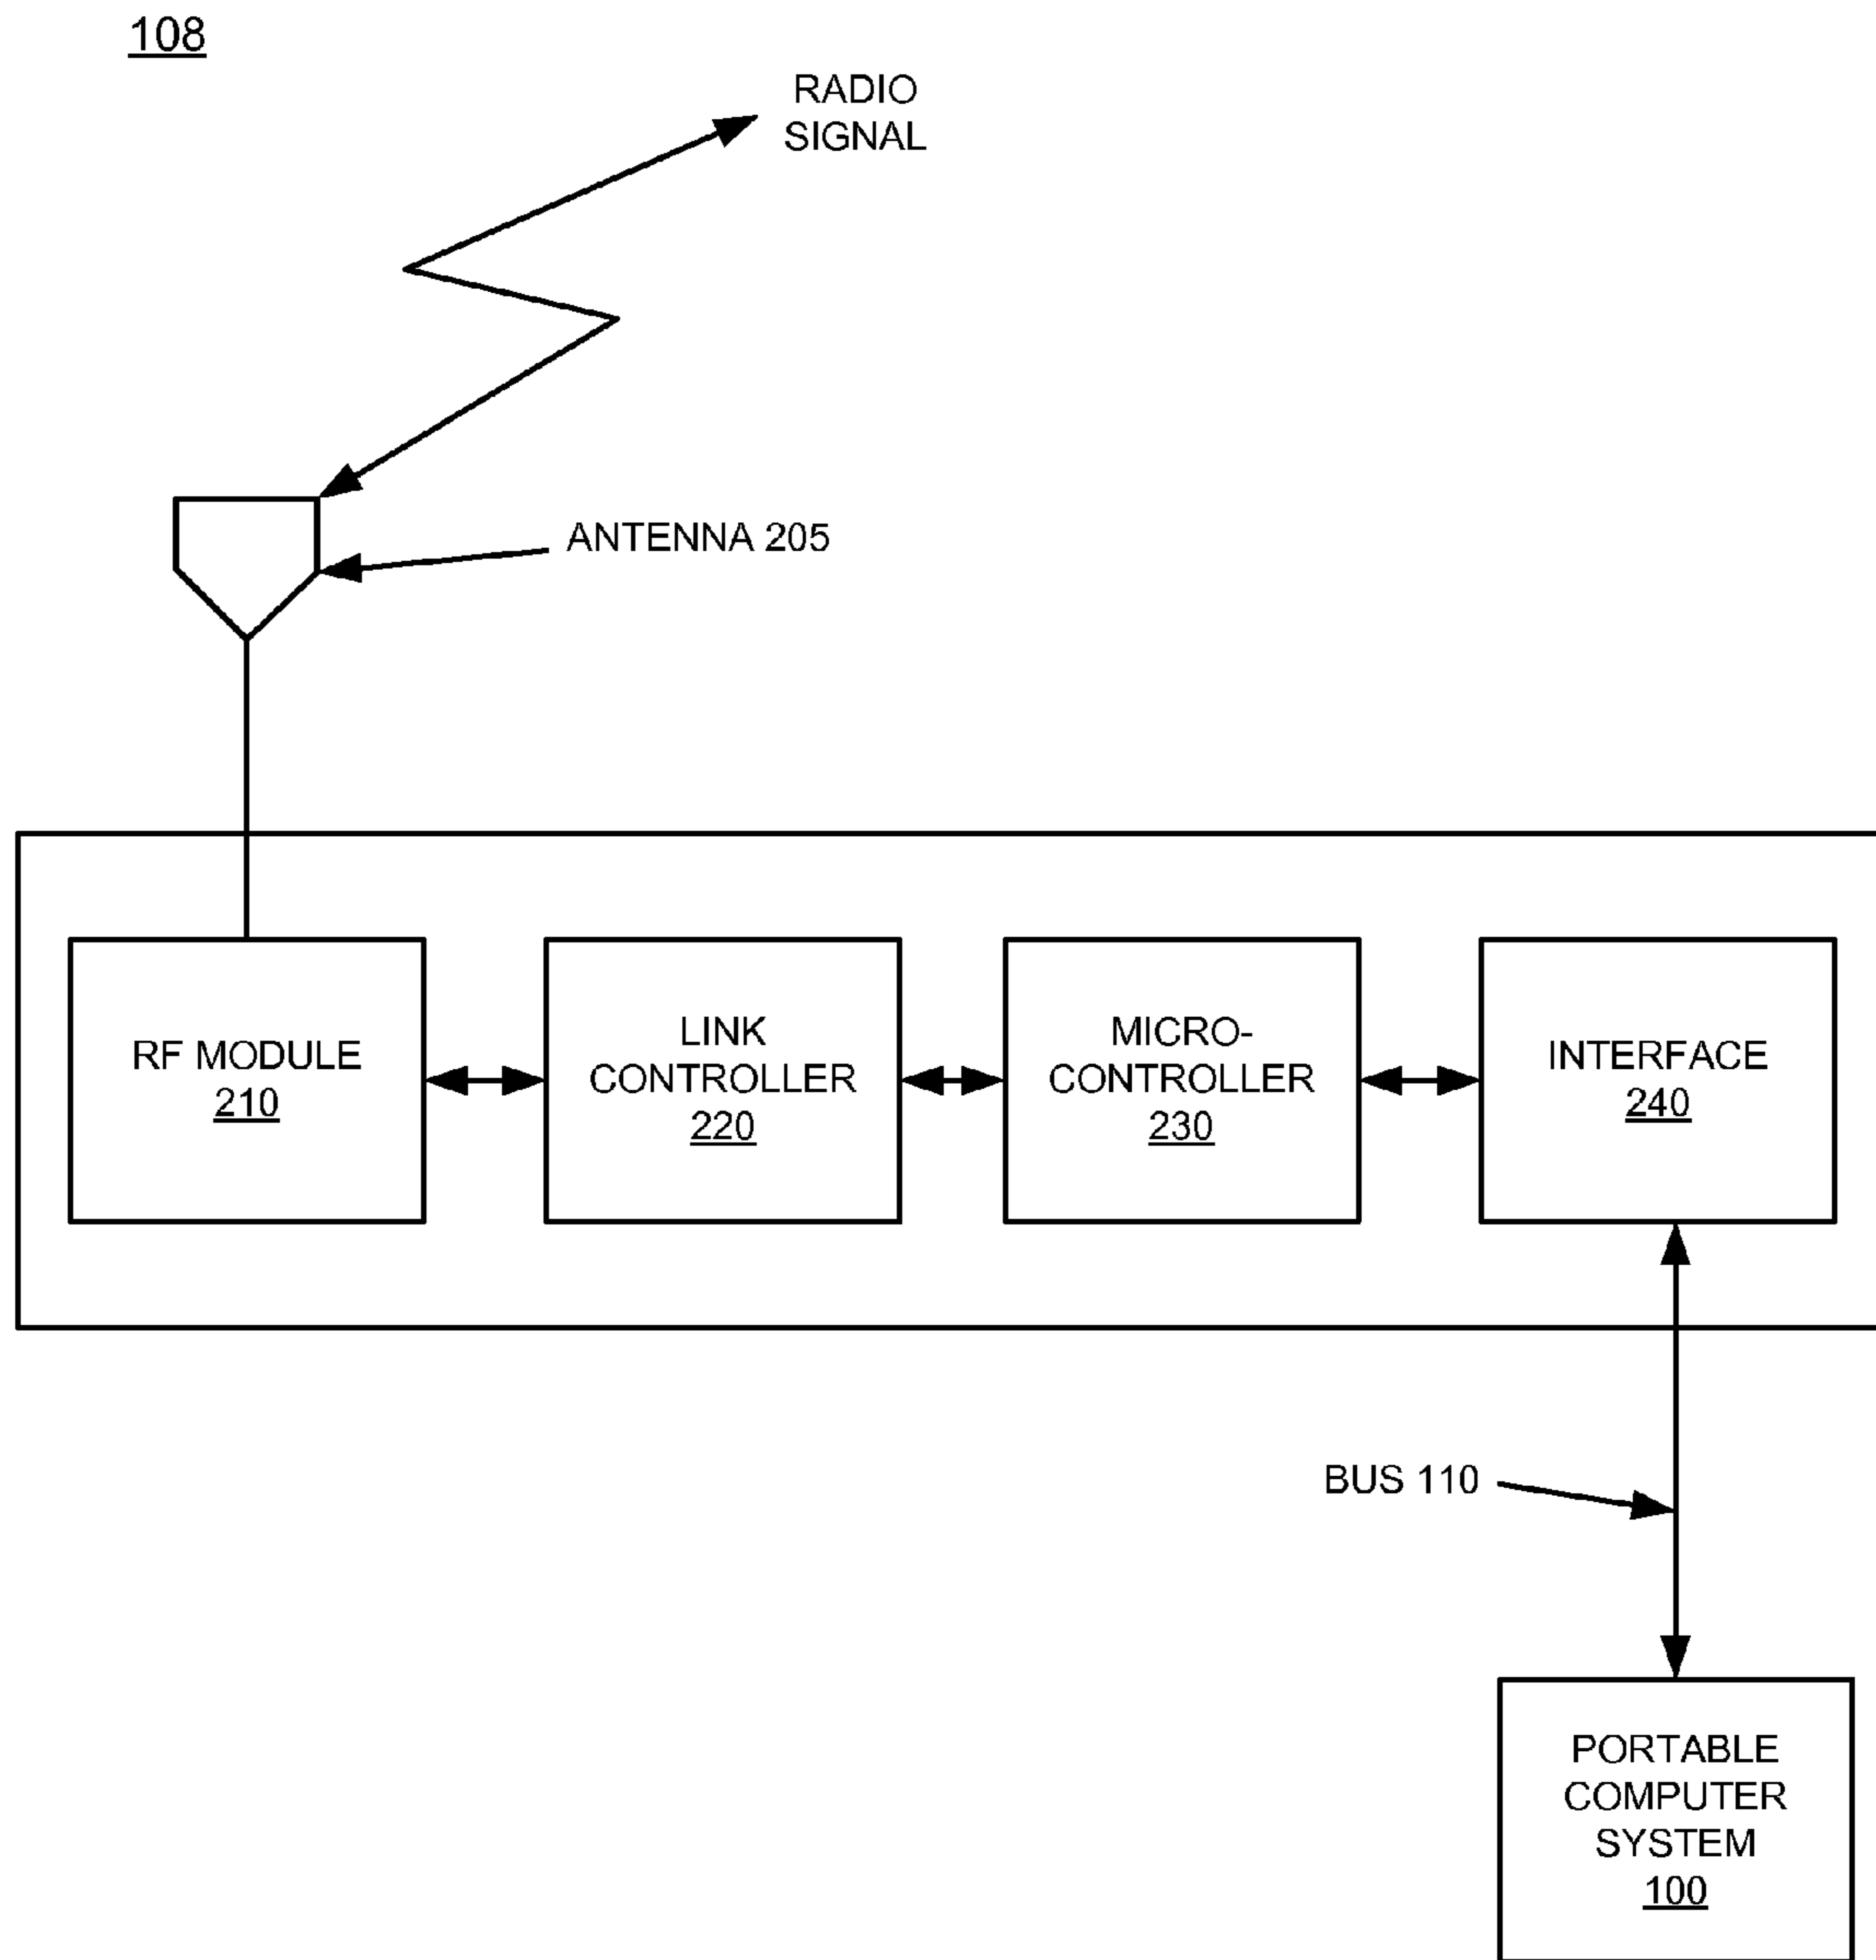 108
RADIO
SIGNAL
ANTENNA 205
RF MODULE
210
LINK
CONTROLLER
220
MICRO-
CONTROLLER
230
INTERFACE
240
BUS 110
PORTABLE
COMPUTER
SYSTEM
100